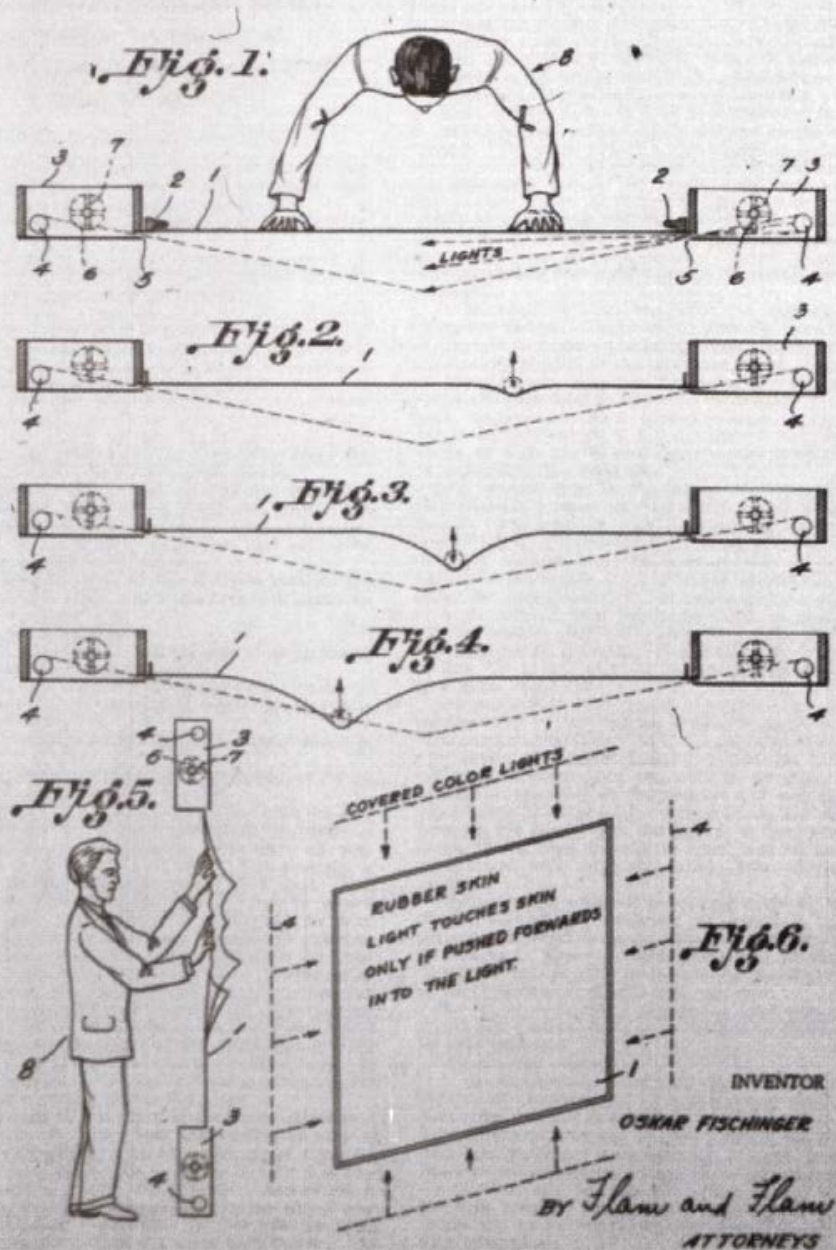 Fig. 1.
8
3
7
2
1
2
7
3
4
6
5
LIGHTS
5
6
4
Fig. 2.
1
3
4
4
Fig. 3.
1
4
4
Fig. 4.
1
4
4
Fig. 5.
4
3
6
7
8
1
3
4
COVERED COLOR LIGHTS
4
4
RUBBER SKIN
LIGHT TOUCHES SKIN
ONLY IF PUSHED FORWARDS
IN TO THE LIGHT.
Fig. 6.
1
INVENTOR
OSKAR FISCHINGER
BY Flam and Flam
ATTORNEYS